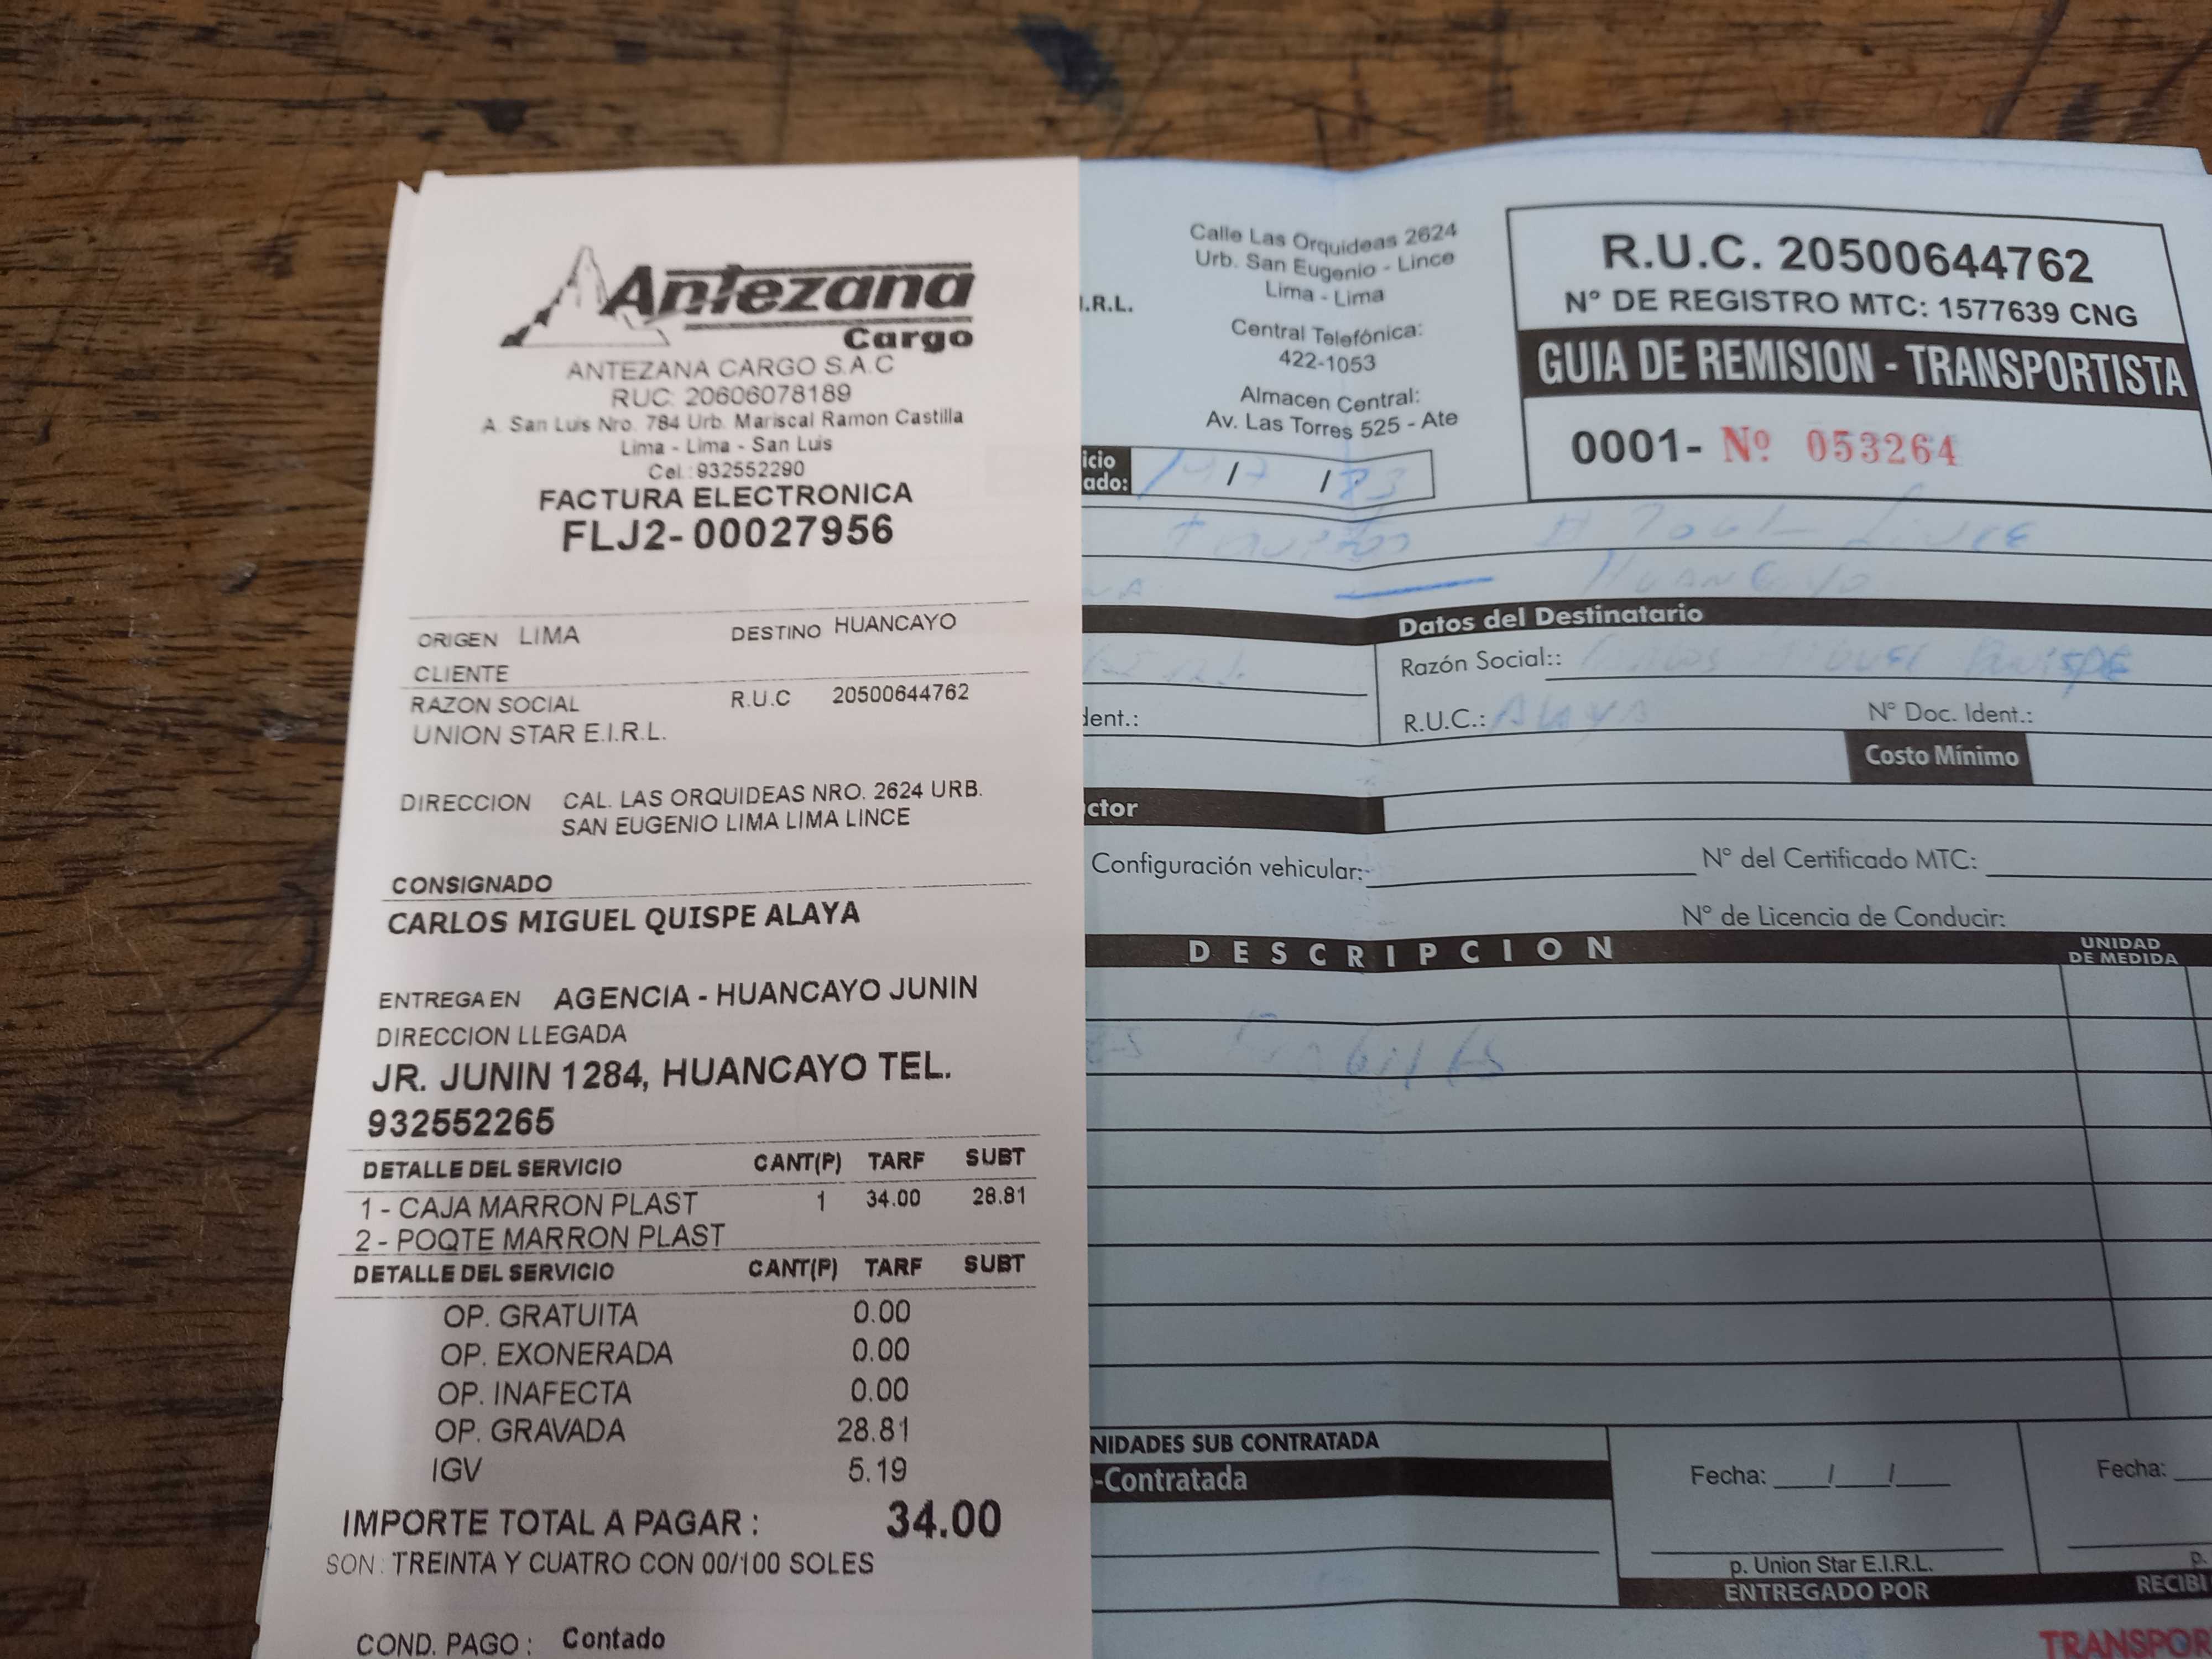 Antezana
Cargo
ANTEZANA CARGO S.A.C
RUC: 20606078189
A. San Luis Nro. 784 Urb. Mariscal Ramon Castilla
Lima - Lima - San Luis
Cel.:932552290
FACTURA ELECTRONICA
FLJ2-00027956
ORIGEN LIMA DESTINO HUANCAYO
CLIENTE
RAZON SOCIAL R.U.C 20500644762
UNION STAR E.I.R.L.
DIRECCION CAL. LAS ORQUIDEAS NRO. 2624 URB.
SAN EUGENIO LIMA LIMA LINCE
CONSIGNADO
CARLOS MIGUEL QUISPE ALAYA
ENTREGA EN AGENCIA - HUANCAYO JUNIN
DIRECCION LLEGADA
JR. JUNIN 1284, HUANCAYO TEL.
932552265
DETALLE DEL SERVICIO CANT(P) TARF SUBT
1 - CAJA MARRON PLAST 1 34.00 28.81
2 - POQTE MARRON PLAST
DETALLE DEL SERVICIO CANT(P) TARF SUBT
OP. GRATUITA 0.00
OP. EXONERADA 0.00
OP. INAFECTA 0.00
OP. GRAVADA 28.81
IGV 5.19
IMPORTE TOTAL A PAGAR : 34.00
SON: TREINTA Y CUATRO CON 00/100 SOLES
COND. PAGO : Contado
I.R.L.
Calle Las Orquideas 2624
Urb. San Eugenio - Lince
Lima - Lima
Central Telefónica:
422-1053
Almacen Central:
Av. Las Torres 525 - Ate
R.U.C. 20500644762
N° DE REGISTRO MTC: 1577639 CNG
GUIA DE REMISION - TRANSPORTISTA
0001- Nº 053264
icio
ado: / /
HUANCAYO
Datos del Destinatario
Razón Social:: QUISPE
dent.:
R.U.C.: ALAYA N° Doc. Ident.:
Costo Mínimo
ctor
Configuración vehicular: N° del Certificado MTC:
N° de Licencia de Conducir:
DESCRIPCION UNIDAD
DE MEDIDA
NIDADES SUB CONTRATADA
-Contratada
Fecha: / / Fecha:
p. Union Star E.I.R.L. p.
ENTREGADO POR RECIBI
TRANSPOR